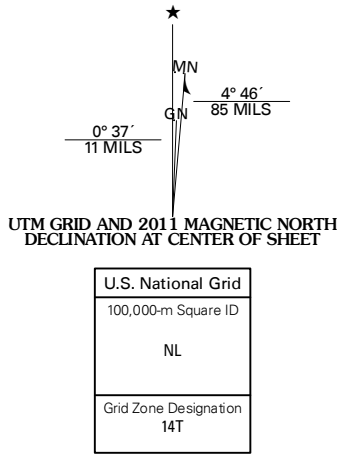 ★
MN
4° 46´
85 MILS
GN
0° 37´
11 MILS
UTM GRID AND 2011 MAGNETIC NORTH
DECLINATION AT CENTER OF SHEET
U.S. National Grid
100,000-m Square ID
NL
Grid Zone Designation
14T